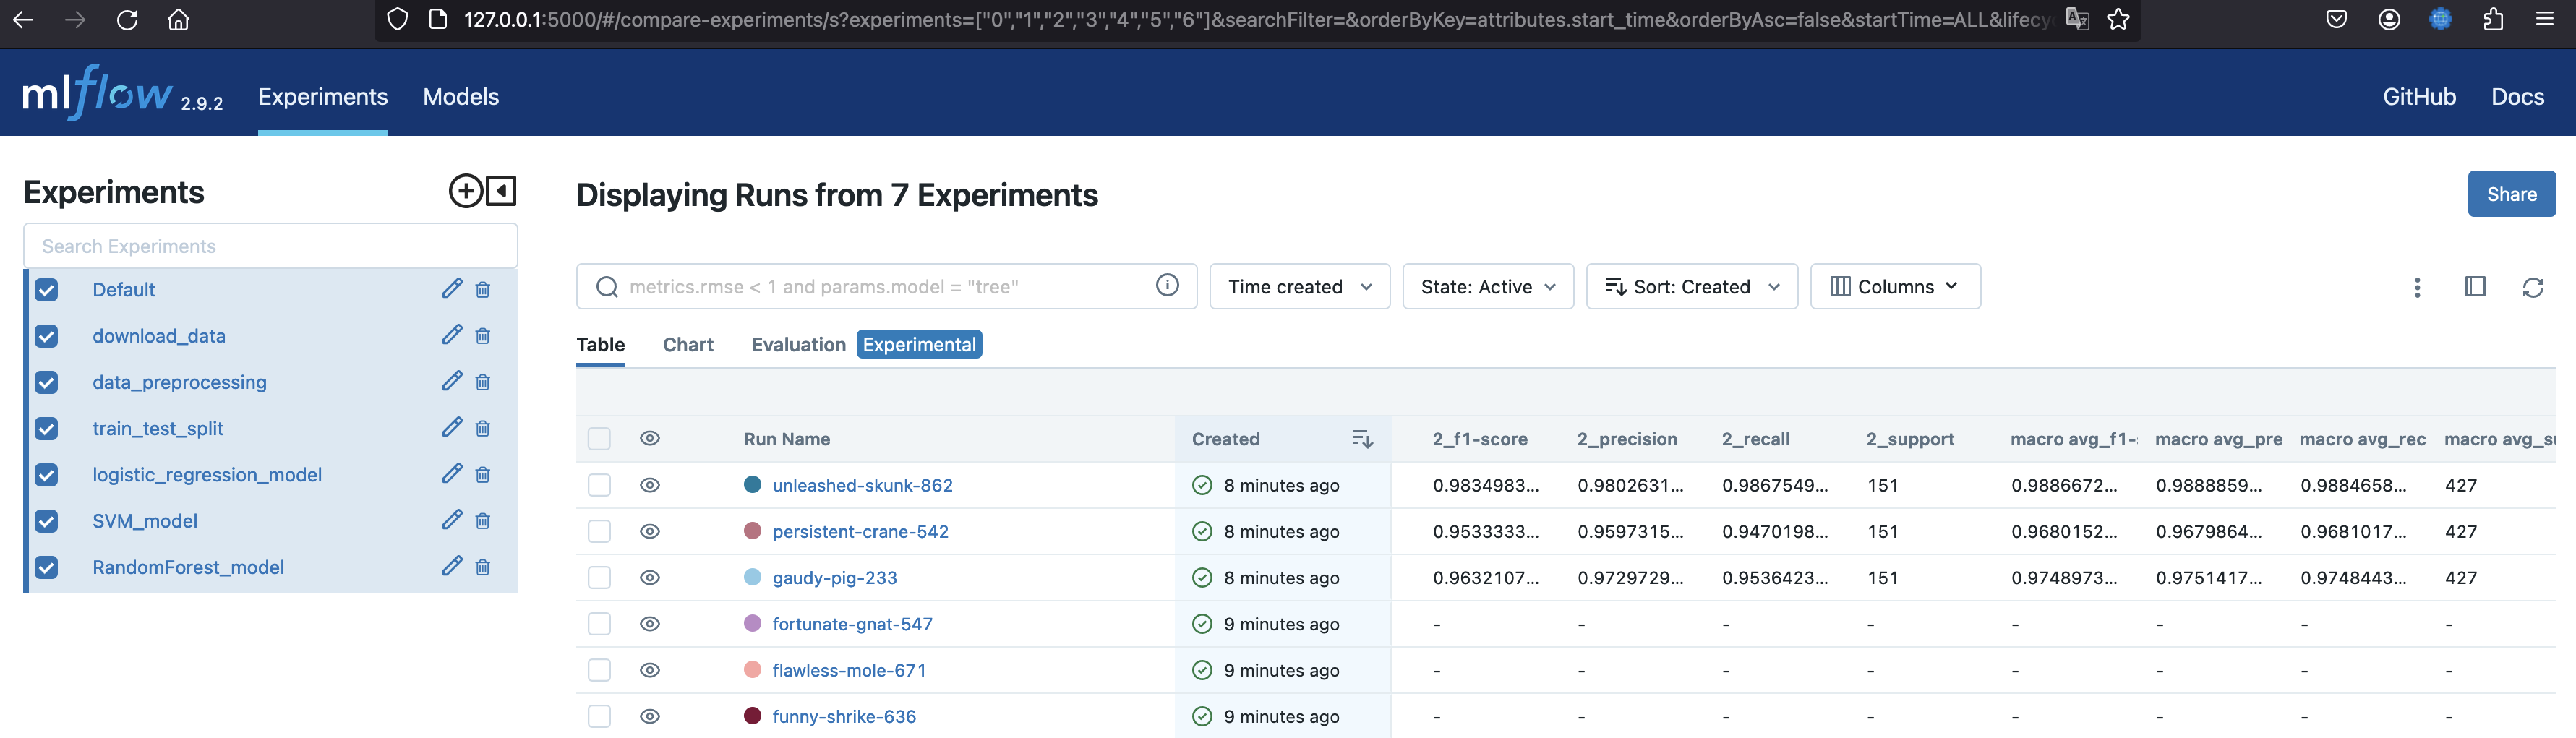 127.0.0.1:5000/#/compare-experiments/s?experiments=["0","1","2","3","4","5","6"]&searchFilter=&orderByKey=attributes.start_time&orderByAsc=false&startTime=ALL&lifecy
mlflow 2.9.2 Experiments Models GitHub Docs
Experiments
Search Experiments
Default
download_data
data_preprocessing
train_test_split
logistic_regression_model
SVM_model
RandomForest_model
Displaying Runs from 7 Experiments
Share
metrics.rmse < 1 and params.model = "tree" Time created State: Active Sort: Created Columns
Table Chart Evaluation Experimental
Run Name Created 2_f1-score 2_precision 2_recall 2_support macro avg_f1- macro avg_pre macro avg_rec macro avg_su
unleashed-skunk-862 8 minutes ago 0.9834983... 0.9802631... 0.9867549... 151 0.9886672... 0.9888859... 0.9884658... 427
persistent-crane-542 8 minutes ago 0.9533333... 0.9597315... 0.9470198... 151 0.9680152... 0.9679864... 0.9681017... 427
gaudy-pig-233 8 minutes ago 0.9632107... 0.9729729... 0.9536423... 151 0.9748973... 0.9751417... 0.9748443... 427
fortunate-gnat-547 9 minutes ago - - - - - - - -
flawless-mole-671 9 minutes ago - - - - - - - -
funny-shrike-636 9 minutes ago - - - - - - - -